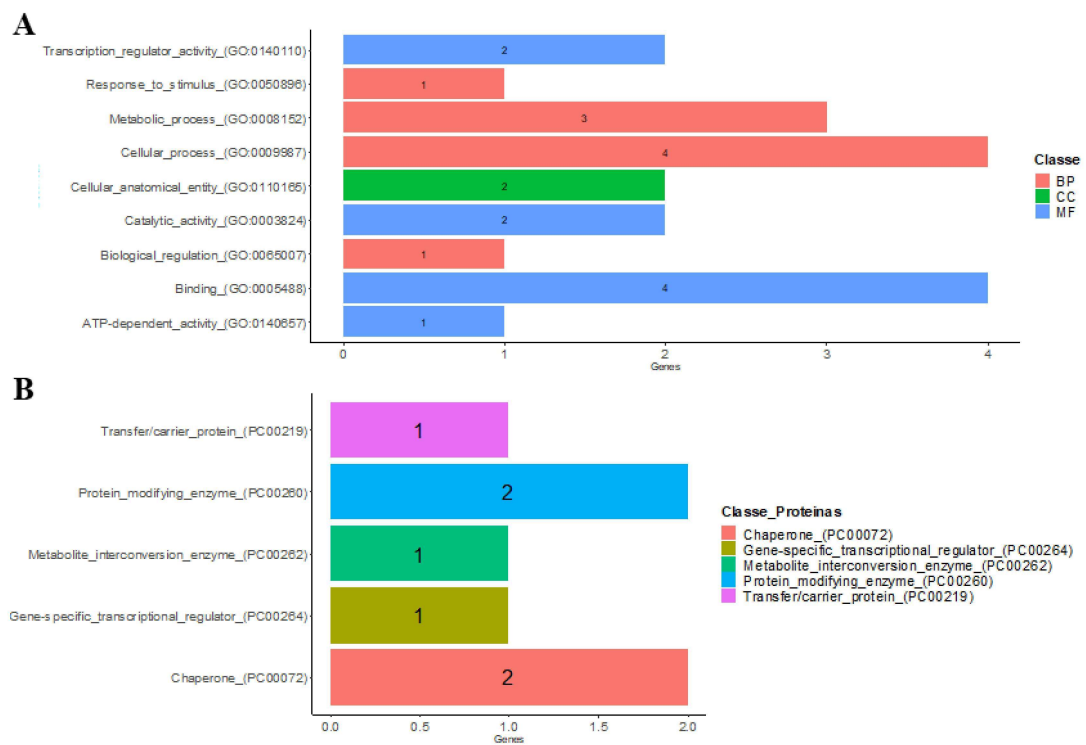 A
Transcription_regulator_activity_(GO:0140110)
2
Response_to_stimulus_(GO:0050896)
1
Metabolic_process_(GO:0008152)
3
Cellular_process_(GO:0009987)
4
Cellular_anatomical_entity_(GO:0110165)
2
Catalytic_activity_(GO:0003824)
2
Biological_regulation_(GO:0065007)
1
Binding_(GO:0005488)
4
ATP-dependent_activity_(GO:0140657)
1
0 1 2 3 4
Genes
Classe
BP
CC
MF
B
Transfer/carrier_protein_(PC00219)
1
Protein_modifying_enzyme_(PC00260)
2
Metabolite_interconversion_enzyme_(PC00262)
1
Gene-specific_transcriptional_regulator_(PC00264)
1
Chaperone_(PC00072)
2
0.0 0.5 1.0 1.5 2.0
Genes
Classe_Proteinas
Chaperone_(PC00072)
Gene-specific_transcriptional_regulator_(PC00264)
Metabolite_interconversion_enzyme_(PC00262)
Protein_modifying_enzyme_(PC00260)
Transfer/carrier_protein_(PC00219)